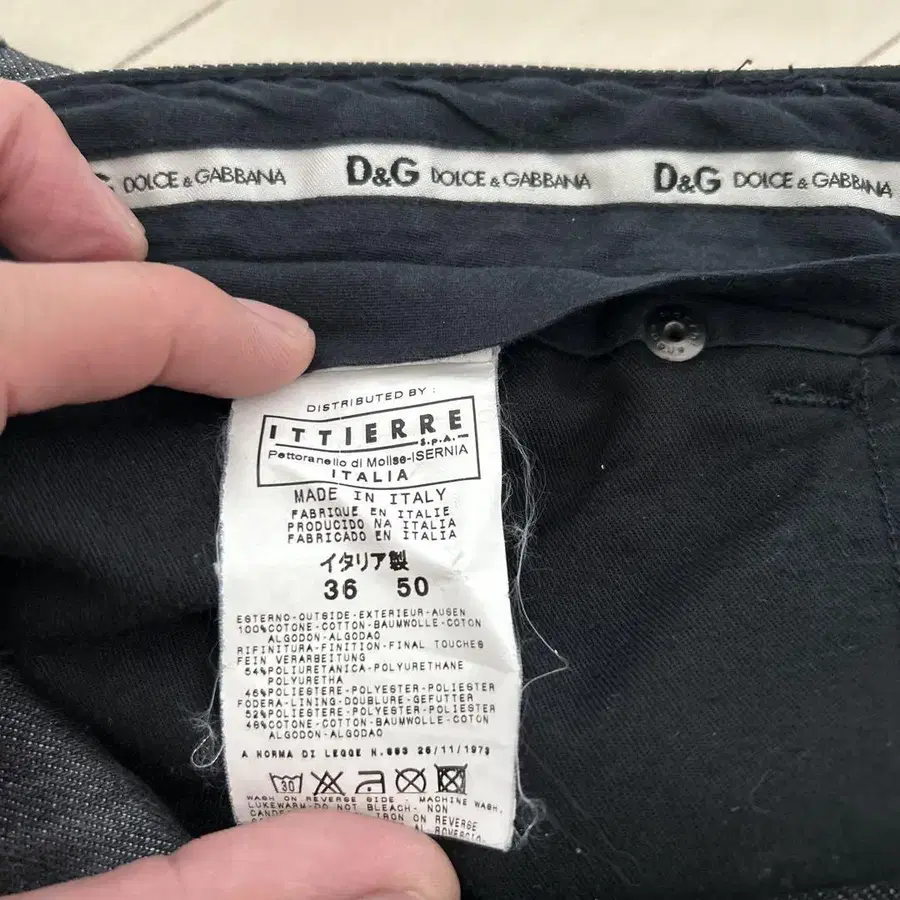 DOLCE & GABBANA D&G DOLCE & GABBANA D&G DOLCE & GABBANA
DISTRIBUTED BY :
ITTIERRE
S.p.A.
Pettoranello di Molise-ISERNIA
ITALIA
MADE IN ITALY
FABRIQUE EN ITALIE
PRODUCIDO NA ITALIA
FABRICADO EN ITALIA
イタリア製
36 50
ESTERNO-OUTSIDE-EXTERIEUR-AUSEN
100%COTONE-COTTON-BAUMWOLLE-COTON
ALGODON-ALGODAO
RIFINITURA-FINITION-FINAL TOUCHES
FEIN VERARBEITUNG
54%POLIURETANICA-POLYURETHANE
POLYURETHA
46%POLIESTERE-POLYESTER-POLIESTER
FODERA-LINING-DOUBLURE-GEFUTTER
52%POLIESTERE-POLYESTER-POLIESTER
48%COTONE-COTTON-BAUMWOLLE-COTON
ALGODON-ALGODAO
A NORMA DI LEGGE N.883 26/11/1973
30
WASH ON REVERSE SIDE - MACHINE WASH,
LUKEWARM-DO NOT BLEACH- NON
IRON ON REVERSE